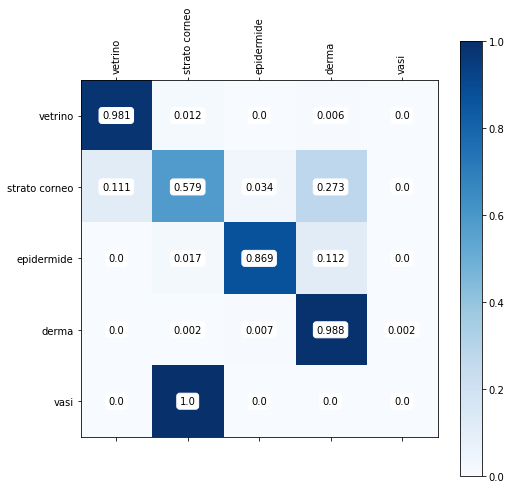 vetrino strato corneo epidermide derma vasi
vetrino 0.981 0.012 0.0 0.006 0.0
strato corneo 0.111 0.579 0.034 0.273 0.0
epidermide 0.0 0.017 0.869 0.112 0.0
derma 0.0 0.002 0.007 0.988 0.002
vasi 0.0 1.0 0.0 0.0 0.0
1.0
0.8
0.6
0.4
0.2
0.0